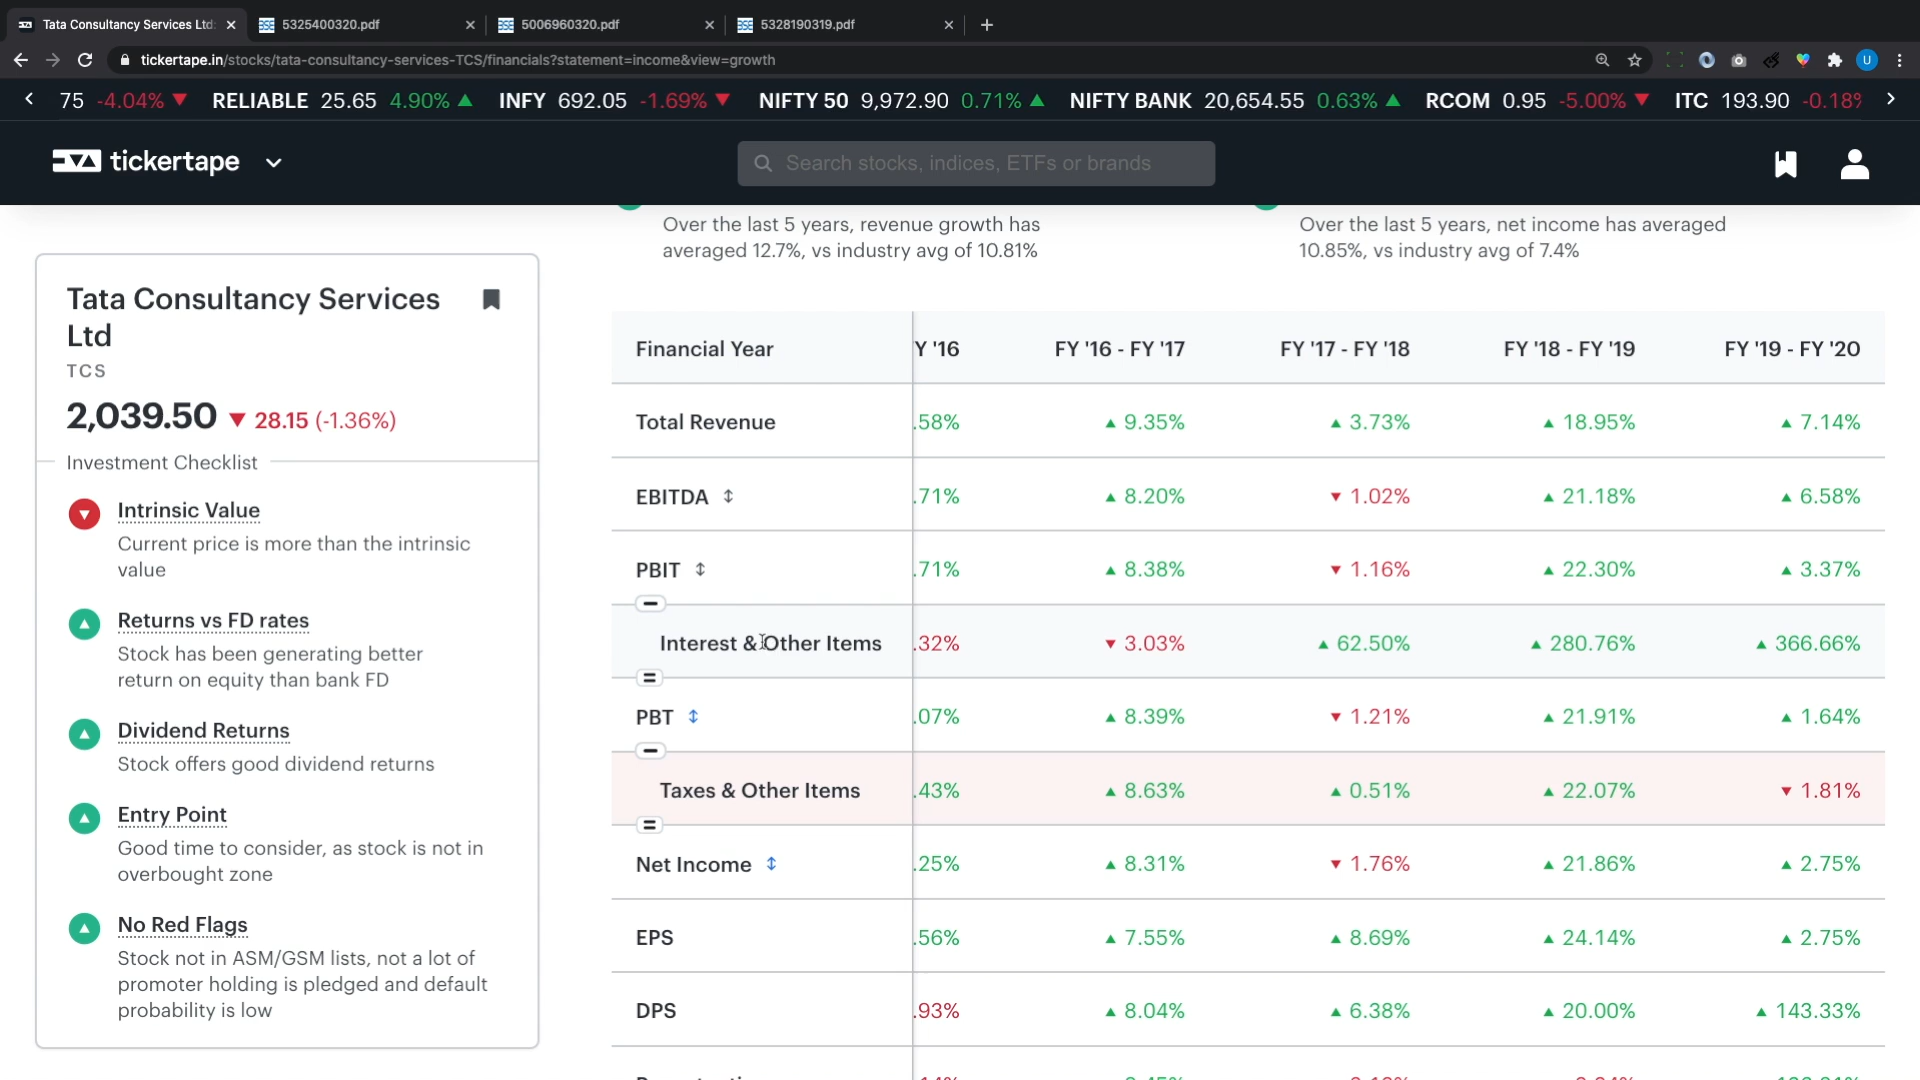 Tata Consultancy Services Ltd
5325400320.pdf
5006960320.pdf
5328190319.pdf
tickertape.in/stocks/tata-consultancy-services-TCS/financials?statement=income&view=growth
U
75 -4.04% ▼ RELIABLE 25.65 4.90% ▲ INFY 692.05 -1.69% ▼ NIFTY 50 9,972.90 0.71% ▲ NIFTY BANK 20,654.55 0.63% ▲ RCOM 0.95 -5.00% ▼ ITC 193.90 -0.18%
tickertape
Search stocks, indices, ETFs or brands
Over the last 5 years, revenue growth has
averaged 12.7%, vs industry avg of 10.81%
Over the last 5 years, net income has averaged
10.85%, vs industry avg of 7.4%
Tata Consultancy Services
Ltd
TCS
2,039.50 ▼ 28.15 (-1.36%)
Investment Checklist
Intrinsic Value
Current price is more than the intrinsic
value
Returns vs FD rates
Stock has been generating better
return on equity than bank FD
Dividend Returns
Stock offers good dividend returns
Entry Point
Good time to consider, as stock is not in
overbought zone
No Red Flags
Stock not in ASM/GSM lists, not a lot of
promoter holding is pledged and default
probability is low
Financial Year Y '16 FY '16 - FY '17 FY '17 - FY '18 FY '18 - FY '19 FY '19 - FY '20
Total Revenue .58% ▲ 9.35% ▲ 3.73% ▲ 18.95% ▲ 7.14%
EBITDA .71% ▲ 8.20% ▼ 1.02% ▲ 21.18% ▲ 6.58%
PBIT .71% ▲ 8.38% ▼ 1.16% ▲ 22.30% ▲ 3.37%
Interest & Other Items .32% ▼ 3.03% ▲ 62.50% ▲ 280.76% ▲ 366.66%
PBT .07% ▲ 8.39% ▼ 1.21% ▲ 21.91% ▲ 1.64%
Taxes & Other Items .43% ▲ 8.63% ▲ 0.51% ▲ 22.07% ▼ 1.81%
Net Income .25% ▲ 8.31% ▼ 1.76% ▲ 21.86% ▲ 2.75%
EPS .56% ▲ 7.55% ▲ 8.69% ▲ 24.14% ▲ 2.75%
DPS .93% ▲ 8.04% ▲ 6.38% ▲ 20.00% ▲ 143.33%